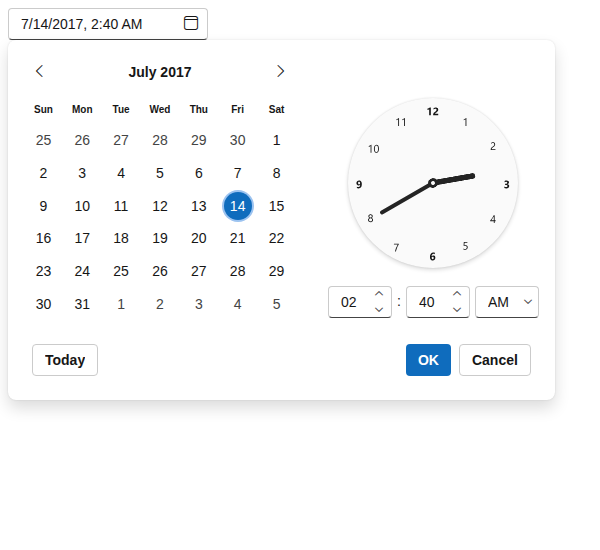 7/14/2017, 2:40 AM
July 2017
Sun Mon Tue Wed Thu Fri Sat
25 26 27 28 29 30 1
2 3 4 5 6 7 8
9 10 11 12 13 14 15
16 17 18 19 20 21 22
23 24 25 26 27 28 29
30 31 1 2 3 4 5
12
11 1
10 2
9 3
8 4
7 5
6
02 : 40 AM
Today
OK Cancel